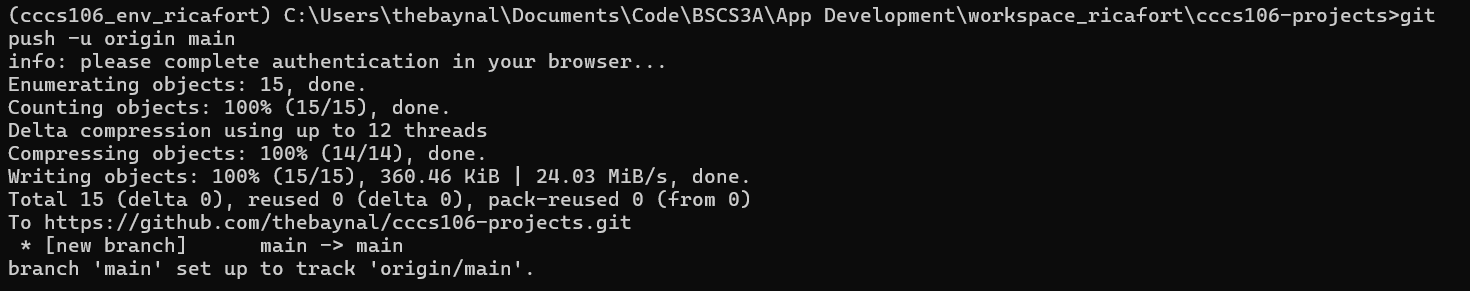 (cccs106_env_ricafort) C:\Users\thebaynal\Documents\Code\BSCS3A\App Development\workspace_ricafort\cccs106-projects>git
push -u origin main
info: please complete authentication in your browser...
Enumerating objects: 15, done.
Counting objects: 100% (15/15), done.
Delta compression using up to 12 threads
Compressing objects: 100% (14/14), done.
Writing objects: 100% (15/15), 360.46 KiB | 24.03 MiB/s, done.
Total 15 (delta 0), reused 0 (delta 0), pack-reused 0 (from 0)
To https://github.com/thebaynal/cccs106-projects.git
 * [new branch]      main -> main
branch 'main' set up to track 'origin/main'.